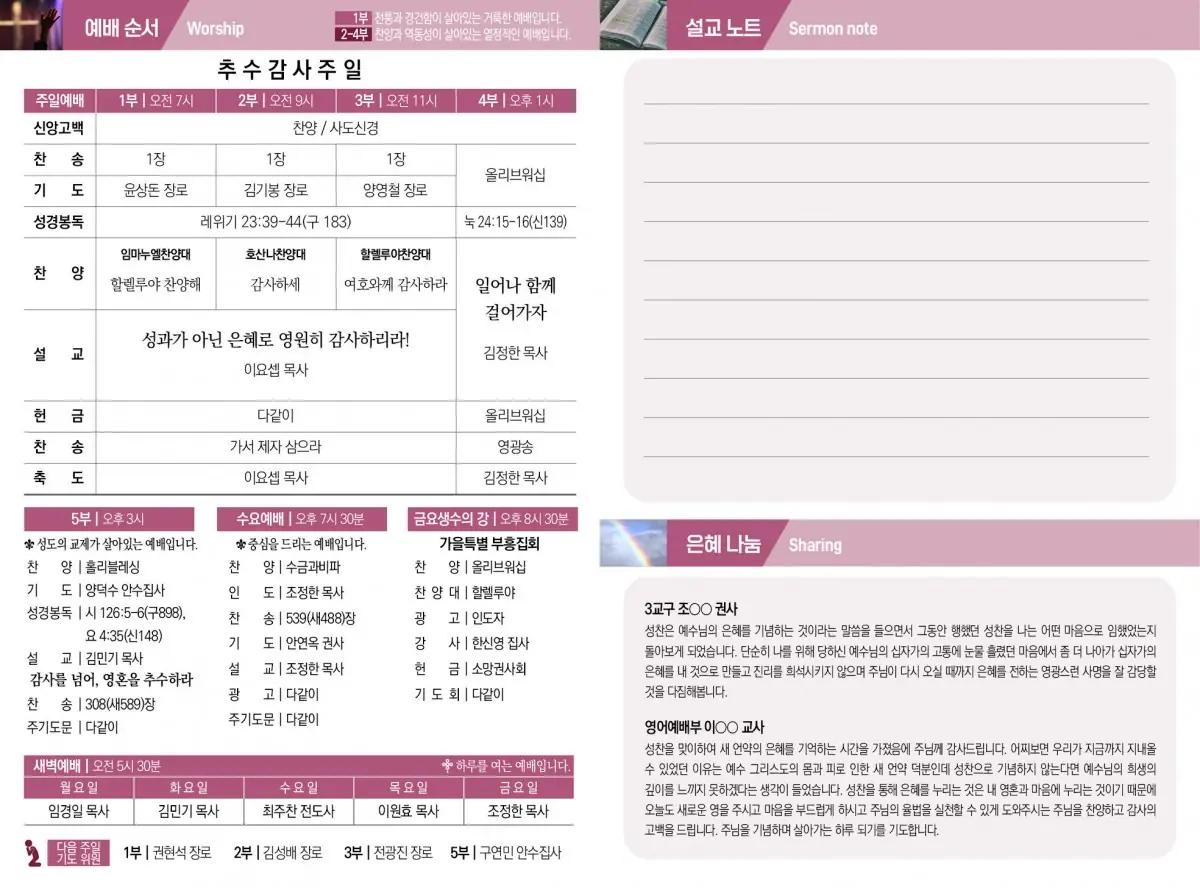 예배 순서 Worship
1부 전통과 경건함이 살아있는 거룩한 예배입니다.
2-4부 찬양과 역동성이 살아있는 열정적인 예배입니다.
추수감사주일
주일예배 1부 | 오전 7시 2부 | 오전 9시 3부 | 오전 11시 4부 | 오후 1시
신앙고백 찬양 / 사도신경
찬 송 1장 1장 1장 올리브워십
기 도 윤상돈 장로 김기봉 장로 양영철 장로
성경봉독 레위기 23:39-44(구 183) 눅 24:15-16(신139)
찬 양 임마누엘찬양대 호산나찬양대 할렐루야찬양대
할렐루야 찬양해 감사하세 여호와께 감사하라
일어나 함께
걸어가자
김정한 목사
설 교 성과가 아닌 은혜로 영원히 감사하리라!
이요셉 목사
헌 금 다같이 올리브워십
찬 송 가서 제자 삼으라 영광송
축 도 이요셉 목사 김정한 목사
5부 | 오후 3시
성도의 교제가 살아있는 예배입니다.
찬 양 | 홀리블레싱
기 도 | 양덕수 안수집사
성경봉독 | 시 126:5-6(구898),
요 4:35(신148)
설 교 | 김민기 목사
감사를 넘어, 영혼을 추수하라
찬 송 | 308(새589)장
주기도문 | 다같이
수요예배 | 오후 7시 30분
중심을 드리는 예배입니다.
찬 양 | 수금과비파
인 도 | 조정한 목사
찬 송 | 539(새488)장
기 도 | 안연옥 권사
설 교 | 조정한 목사
광 고 | 다같이
주기도문 | 다같이
금요생수의 강 | 오후 8시 30분
가을특별 부흥집회
찬 양 | 올리브워십
찬 양 대 | 할렐루야
광 고 | 인도자
강 사 | 한신영 집사
헌 금 | 소망권사회
기 도 회 | 다같이
새벽예배 | 오전 5시 30분 하루를 여는 예배입니다.
월요일 화요일 수요일 목요일 금요일
임경일 목사 김민기 목사 최주찬 전도사 이원효 목사 조정한 목사
다음 주일
기도 위원
1부 | 권현석 장로 2부 | 김성배 장로 3부 | 전광진 장로 5부 | 구연민 안수집사
설교 노트 Sermon note
은혜 나눔 Sharing
3교구 조○○ 권사
성찬은 예수님의 은혜를 기념하는 것이라는 말씀을 들으면서 그동안 행했던 성찬을 나는 어떤 마음으로 임했었는지
돌아보게 되었습니다. 단순히 나를 위해 당하신 예수님의 십자가의 고통에 눈물 흘렸던 마음에서 좀 더 나아가 십자가의
은혜를 내 것으로 만들고 진리를 희석시키지 않으며 주님이 다시 오실 때까지 은혜를 전하는 영광스런 사명을 잘 감당할
것을 다짐해봅니다.
영어예배부 이○○ 교사
성찬을 맞이하여 새 언약의 은혜를 기억하는 시간을 가졌음에 주님께 감사드립니다. 어찌보면 우리가 지금까지 지내올
수 있었던 이유는 예수 그리스도의 몸과 피로 인한 새 언약 덕분인데 성찬으로 기념하지 않는다면 예수님의 희생의
깊이를 느끼지 못하겠다는 생각이 들었습니다. 성찬을 통해 은혜를 누리는 것은 내 영혼과 마음에 누리는 것이기 때문에
오늘도 새로운 영을 주시고 마음을 부드럽게 하시고 주님의 율법을 실천할 수 있게 도와주시는 주님을 찬양하고 감사의
고백을 드립니다. 주님을 기념하며 살아가는 하루 되기를 기도합니다.